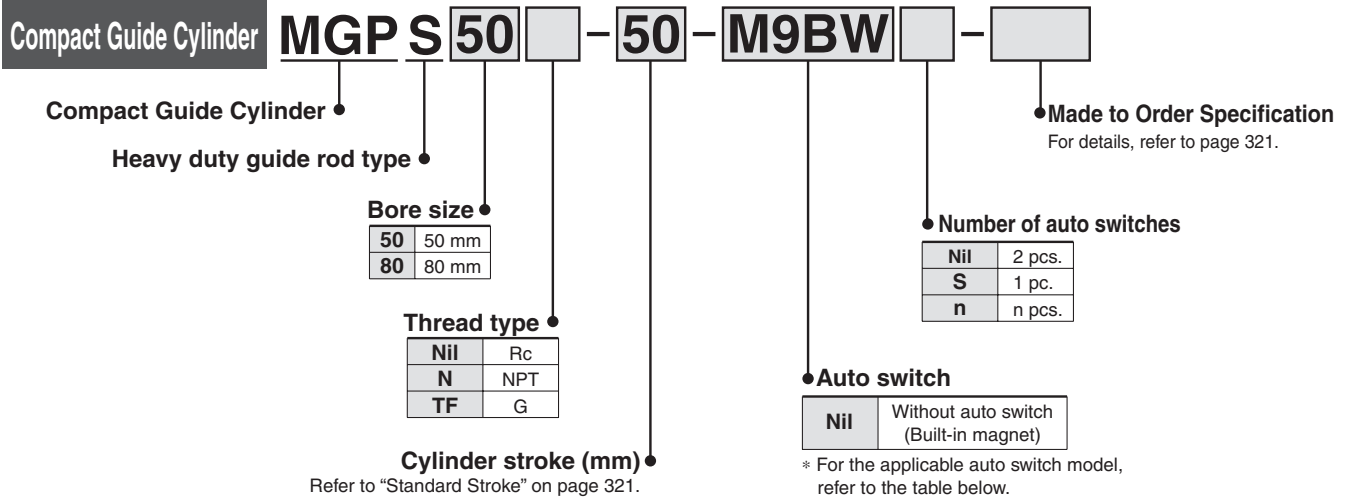 Compact Guide Cylinder MGP S 50 - 50 - M9BW -
Compact Guide Cylinder
Heavy duty guide rod type
Bore size
50 50 mm
80 80 mm
Thread type
Nil Rc
N NPT
TF G
Cylinder stroke (mm)
Refer to “Standard Stroke” on page 321.
Made to Order Specification
For details, refer to page 321.
Number of auto switches
Nil 2 pcs.
S 1 pc.
n n pcs.
Auto switch
Nil Without auto switch
(Built-in magnet)
* For the applicable auto switch model,
refer to the table below.